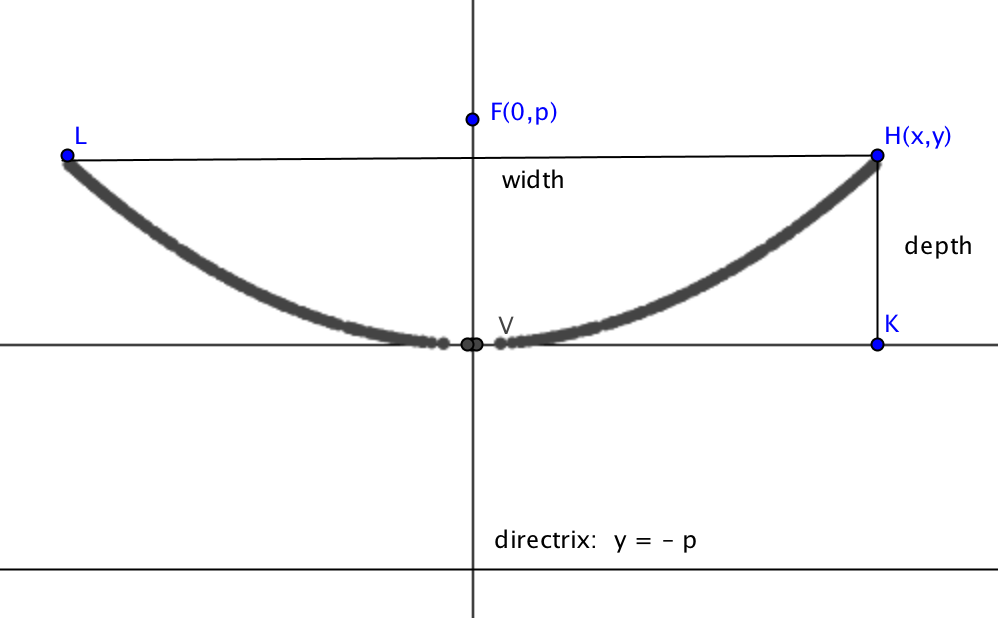 F(0,p)
L
H(x,y)
width
depth
V
K
directrix:  y = – p